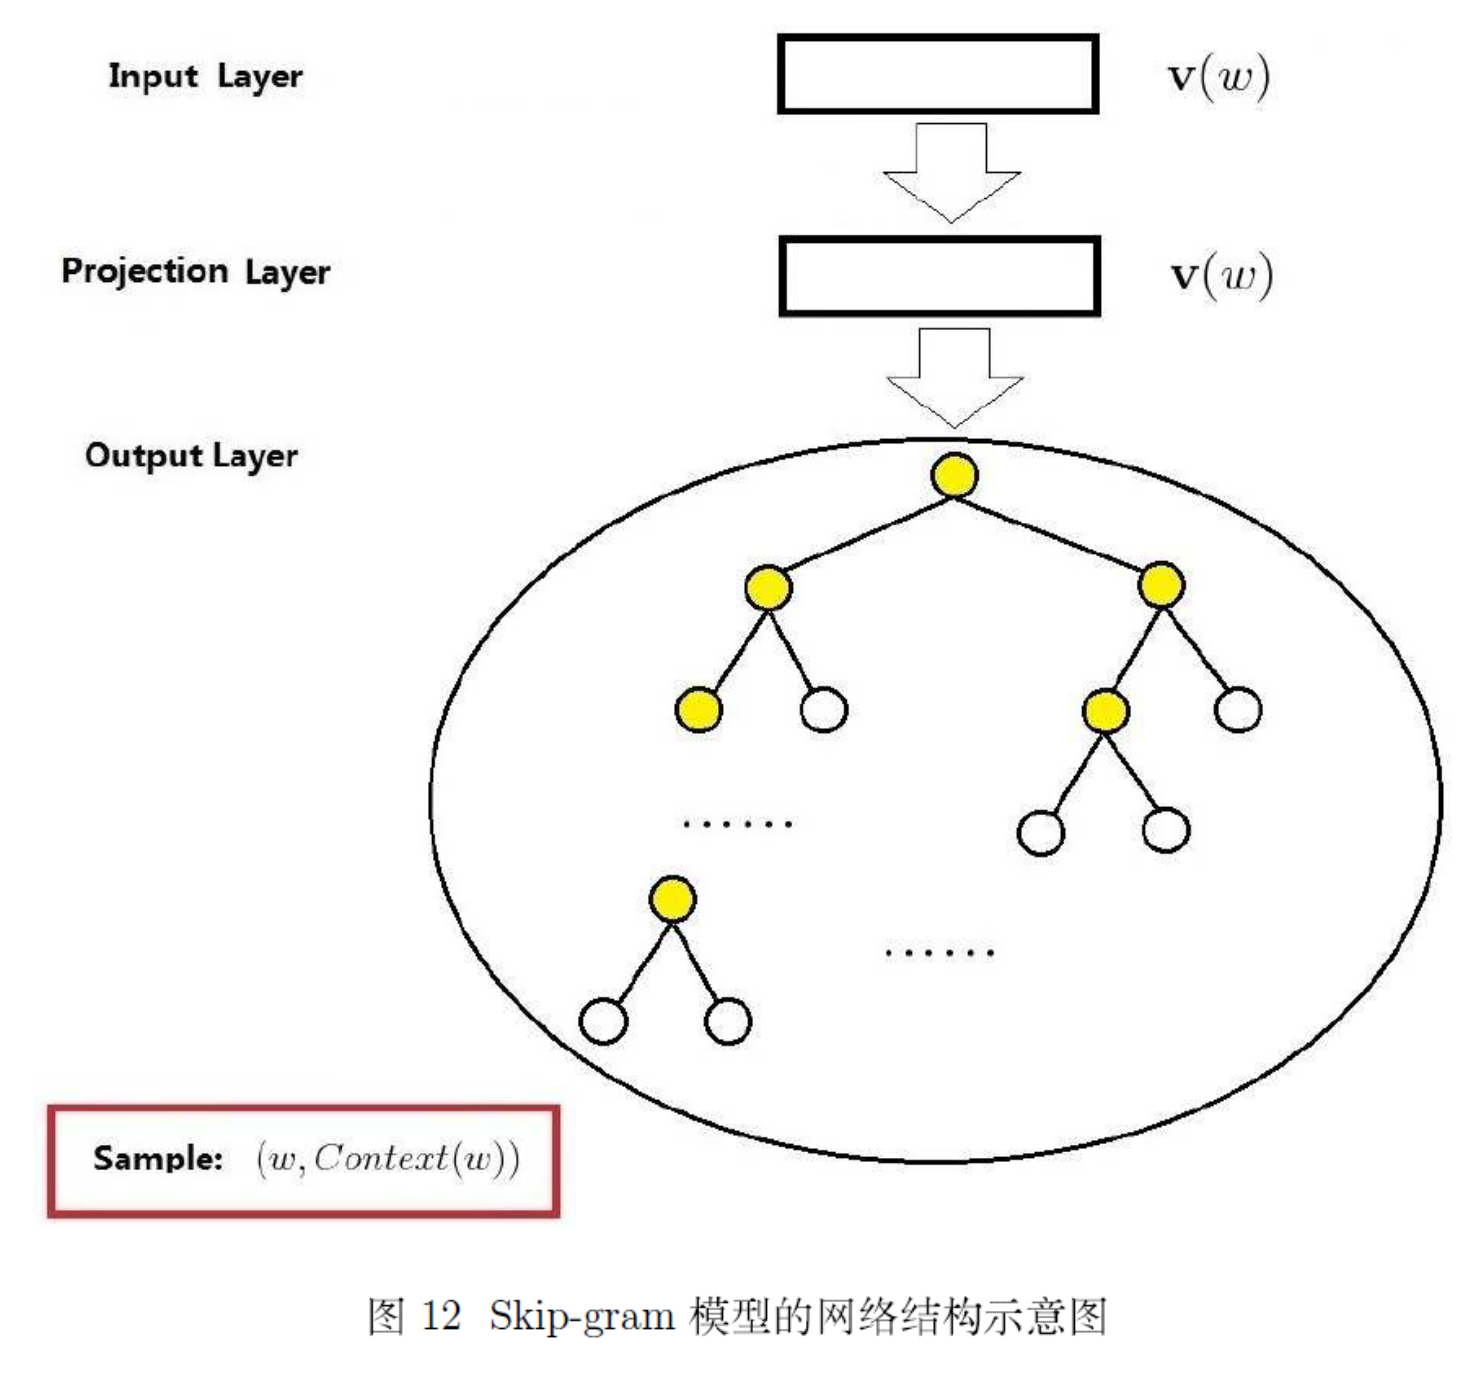 Input Layer v(w)
Projection Layer v(w)
Output Layer
......
......
Sample: (w, Context(w))
图 12 Skip-gram 模型的网络结构示意图